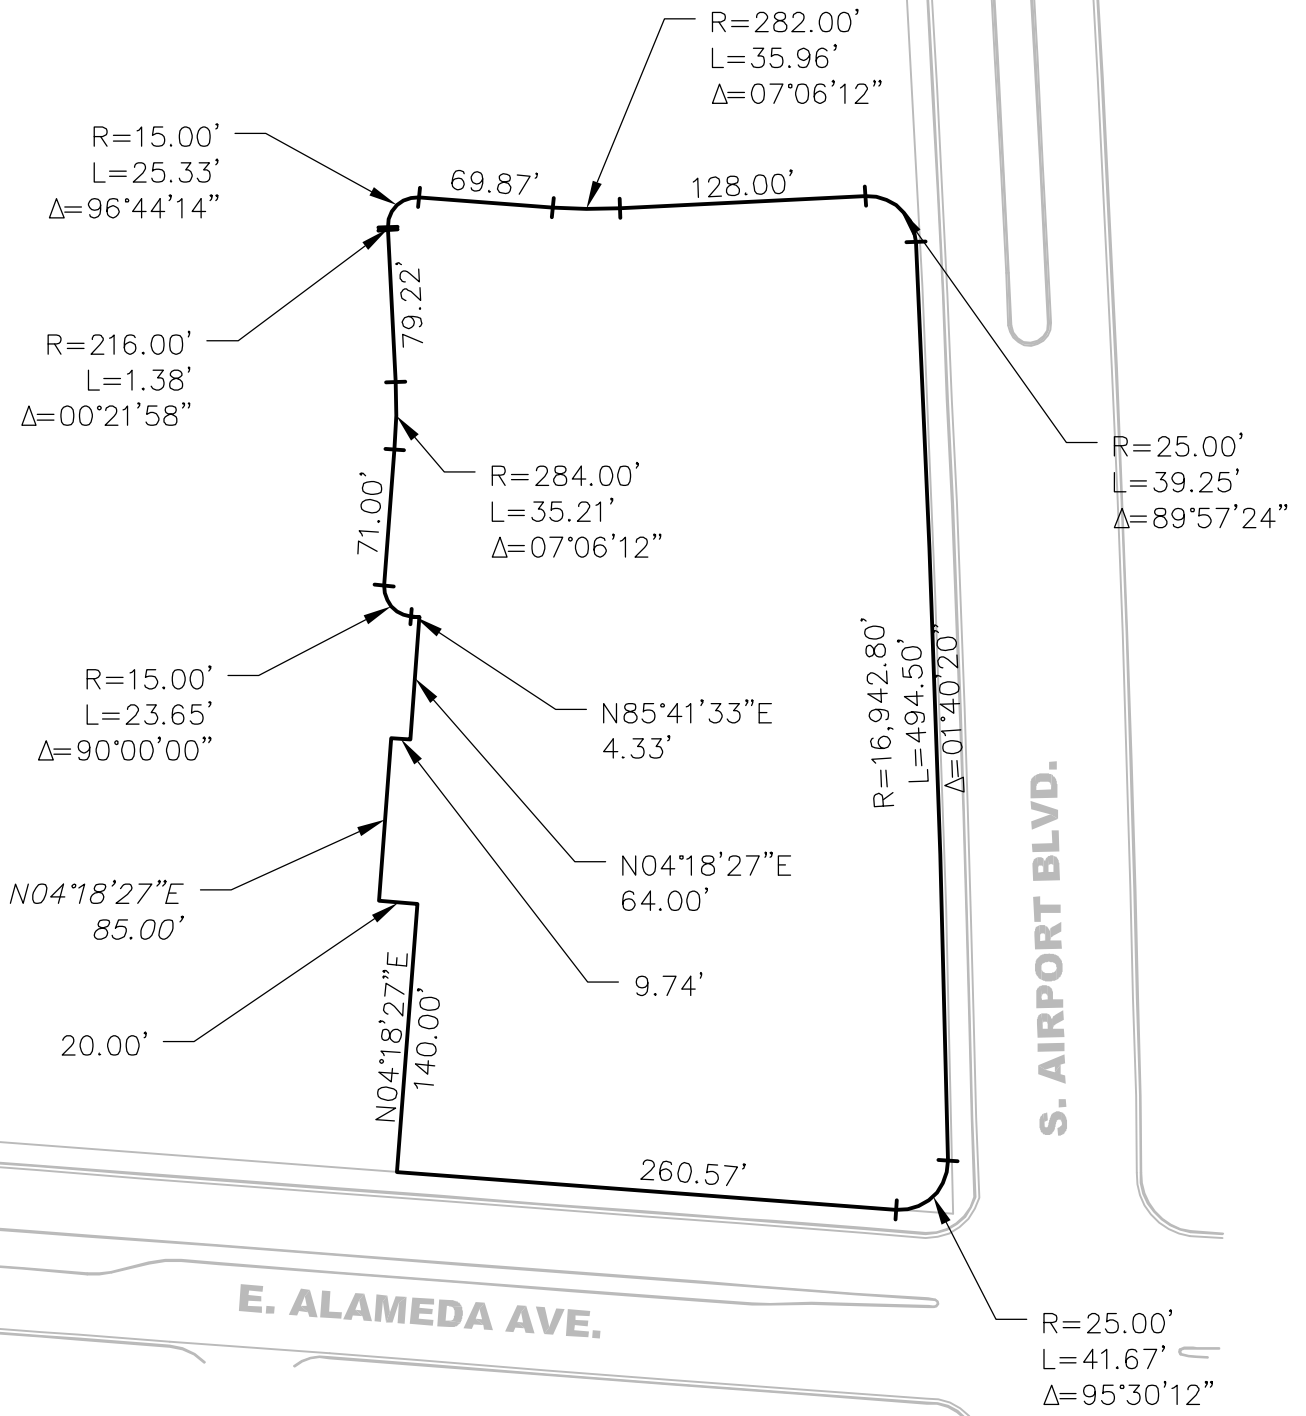 R=282.00'
L=35.96'
Δ=07°06'12"
R=15.00'
L=25.33'
Δ=96°44'14"
69.87'
128.00'
79.22'
R=216.00'
L=1.38'
Δ=00°21'58"
R=25.00'
L=39.25'
Δ=89°57'24"
R=284.00'
L=35.21'
Δ=07°06'12"
71.00'
R=15.00'
L=23.65'
Δ=90°00'00"
N85°41'33"E
4.33'
R=16,942.80'
L=494.50'
Δ=01°40'20"
N04°18'27"E
64.00'
N04°18'27"E
85.00'
9.74'
20.00'
N04°18'27"E
140.00'
S. AIRPORT BLVD.
260.57'
E. ALAMEDA AVE.
R=25.00'
L=41.67'
Δ=95°30'12"